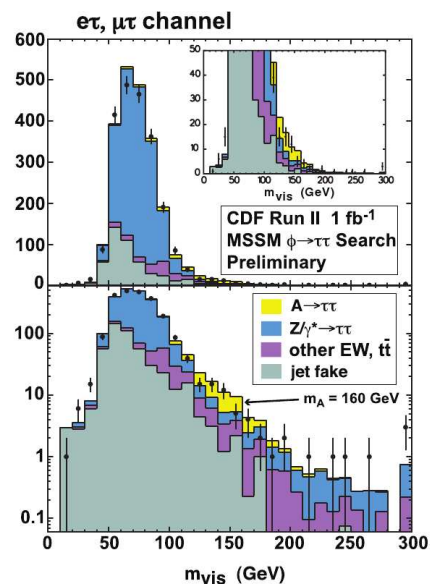 eτ, μτ channel
600
500
400
300
200
100
0
50
40
30
20
10
0
0 50 100 150 200 250 300
m_vis (GeV)
CDF Run II 1 fb⁻¹
MSSM ϕ→ττ Search
Preliminary
A→ττ
Z/γ*→ττ
other EW, tt̄
jet fake
m_A = 160 GeV
10²
10
1
0.1
0 50 100 150 200 250 300
m_vis (GeV)